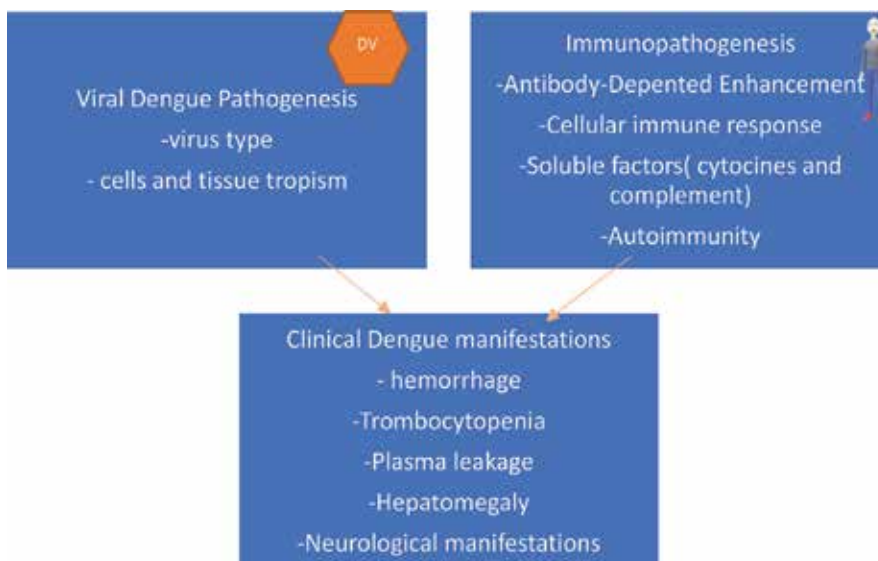 DV
Viral Dengue Pathogenesis
-virus type
- cells and tissue tropism
Immunopathogenesis
-Antibody-Depented Enhancement
-Cellular immune response
-Soluble factors( cytocines and
complement)
-Autoimmunity
Clinical Dengue manifestations
- hemorrhage
-Trombocytopenia
-Plasma leakage
-Hepatomegaly
-Neurological manifestations